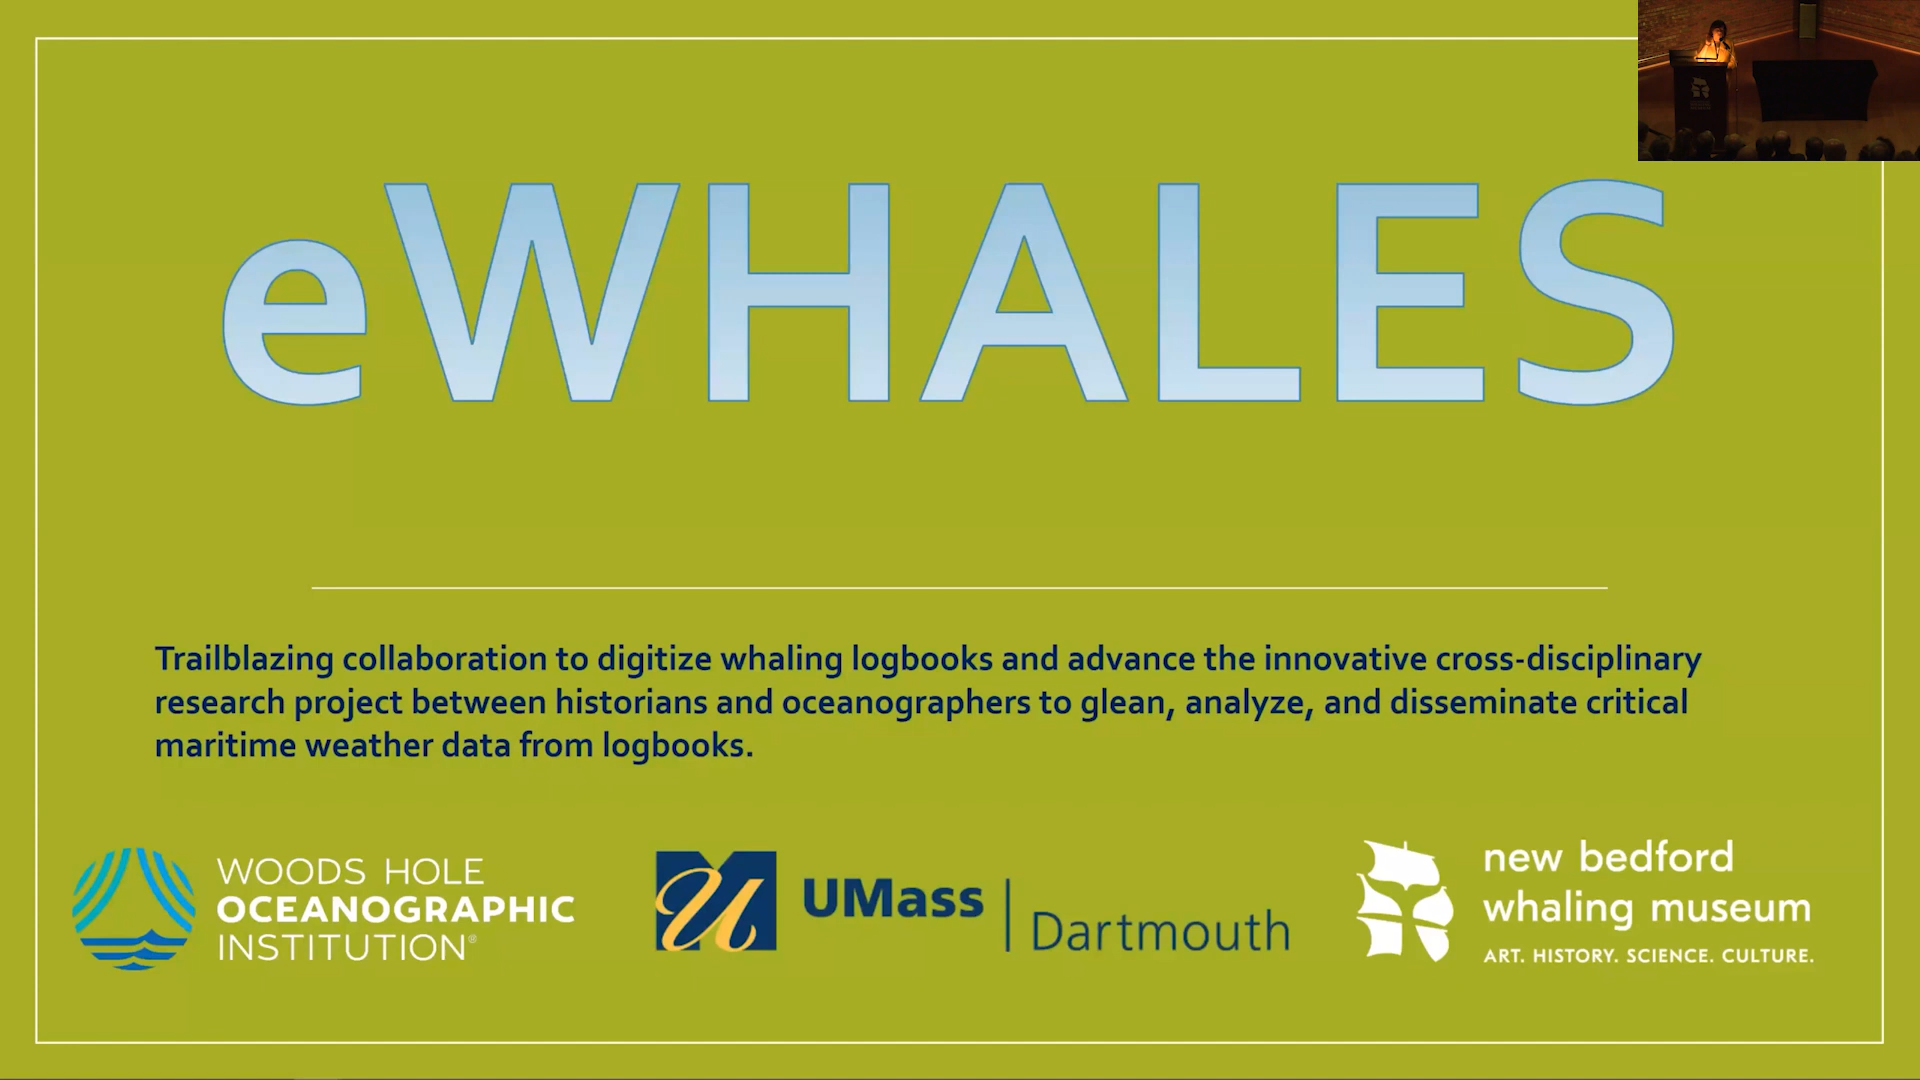 eWHALES
Trailblazing collaboration to digitize whaling logbooks and advance the innovative cross-disciplinary
research project between historians and oceanographers to glean, analyze, and disseminate critical
maritime weather data from logbooks.
WOODS HOLE
OCEANOGRAPHIC
INSTITUTION®
UMass | Dartmouth
new bedford
whaling museum
ART. HISTORY. SCIENCE. CULTURE.